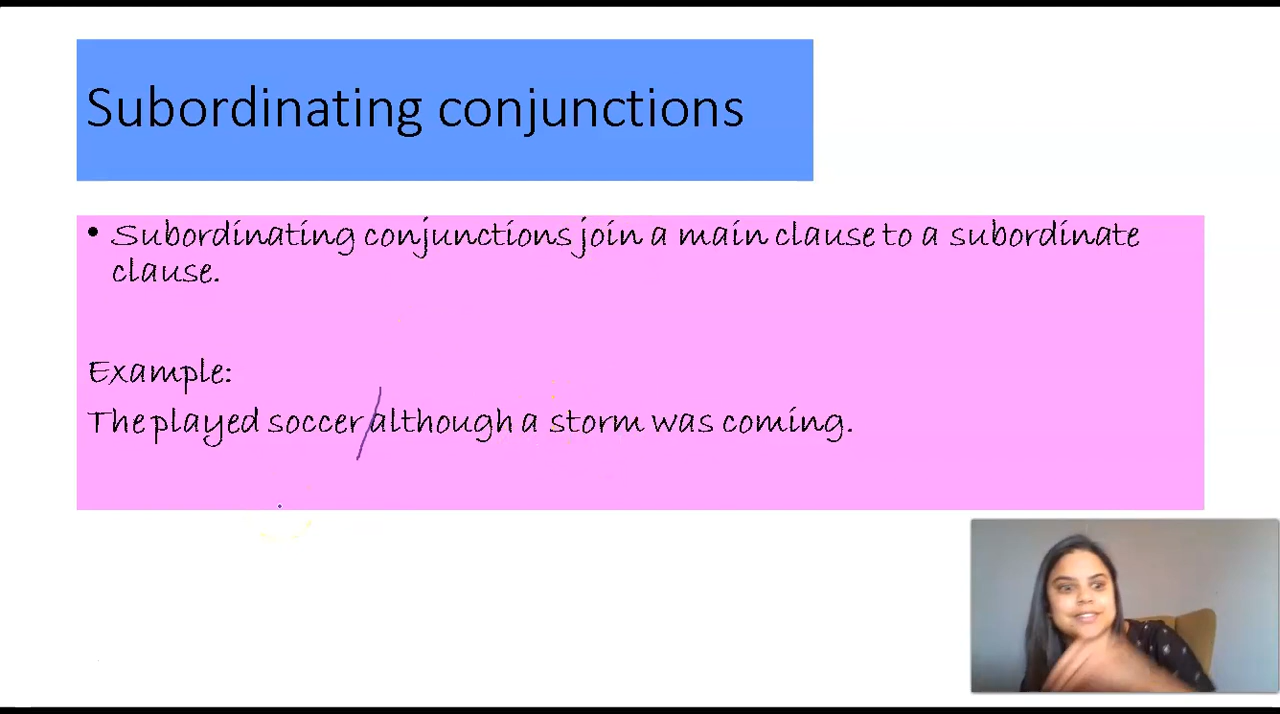 Subordinating conjunctions
• Subordinating conjunctions join a main clause to a subordinate
clause.
Example:
The played soccer although a storm was coming.